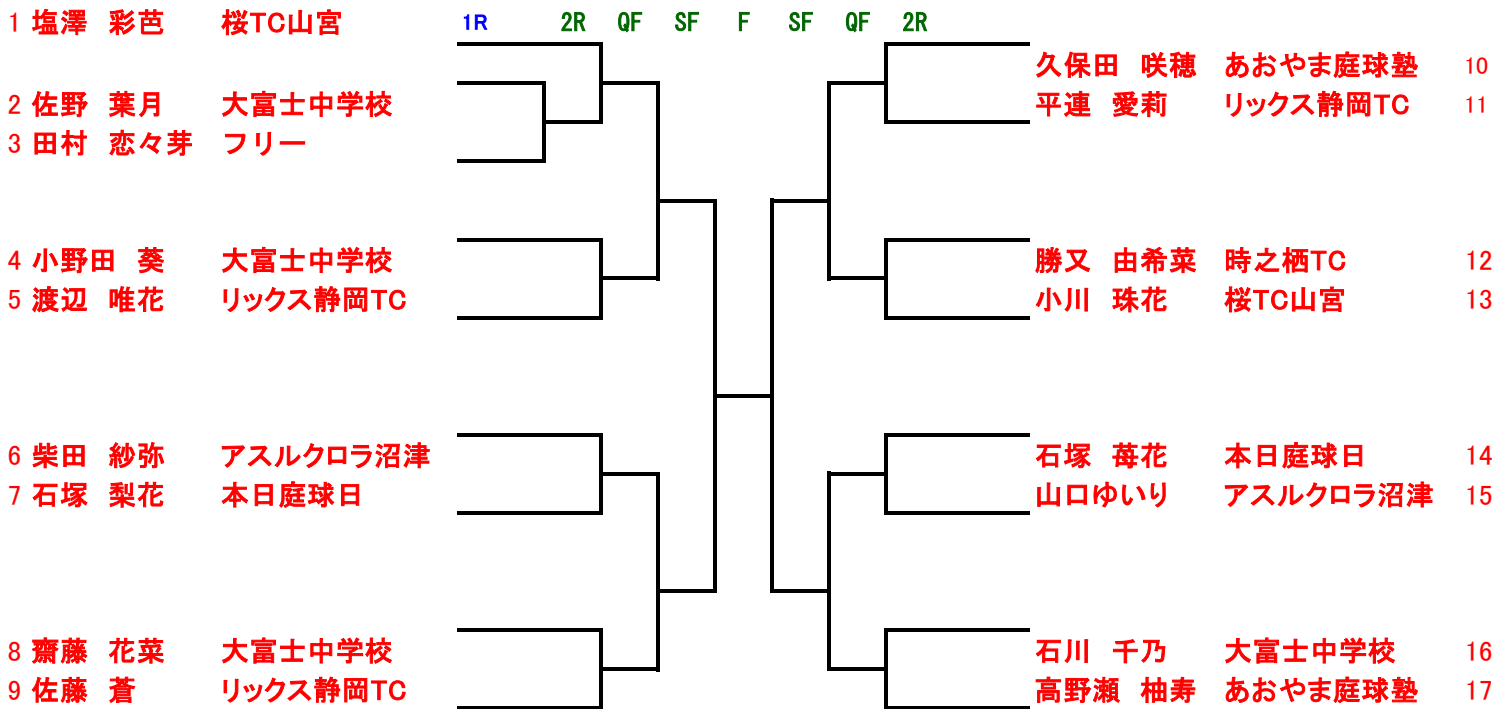 1 塩澤 彩芭 桜TC山宮 1R 2R QF SF F SF QF 2R
久保田 咲穂 あおやま庭球塾 10
2 佐野 葉月 大富士中学校
平連 愛莉 リックス静岡TC 11
3 田村 恋々芽 フリー
4 小野田 葵 大富士中学校
勝又 由希菜 時之栖TC 12
5 渡辺 唯花 リックス静岡TC
小川 珠花 桜TC山宮 13
6 柴田 紗弥 アスルクロラ沼津
石塚 苺花 本日庭球日 14
7 石塚 梨花 本日庭球日
山口ゆいり アスルクロラ沼津 15
8 齋藤 花菜 大富士中学校
石川 千乃 大富士中学校 16
9 佐藤 蒼 リックス静岡TC
高野瀬 柚寿 あおやま庭球塾 17